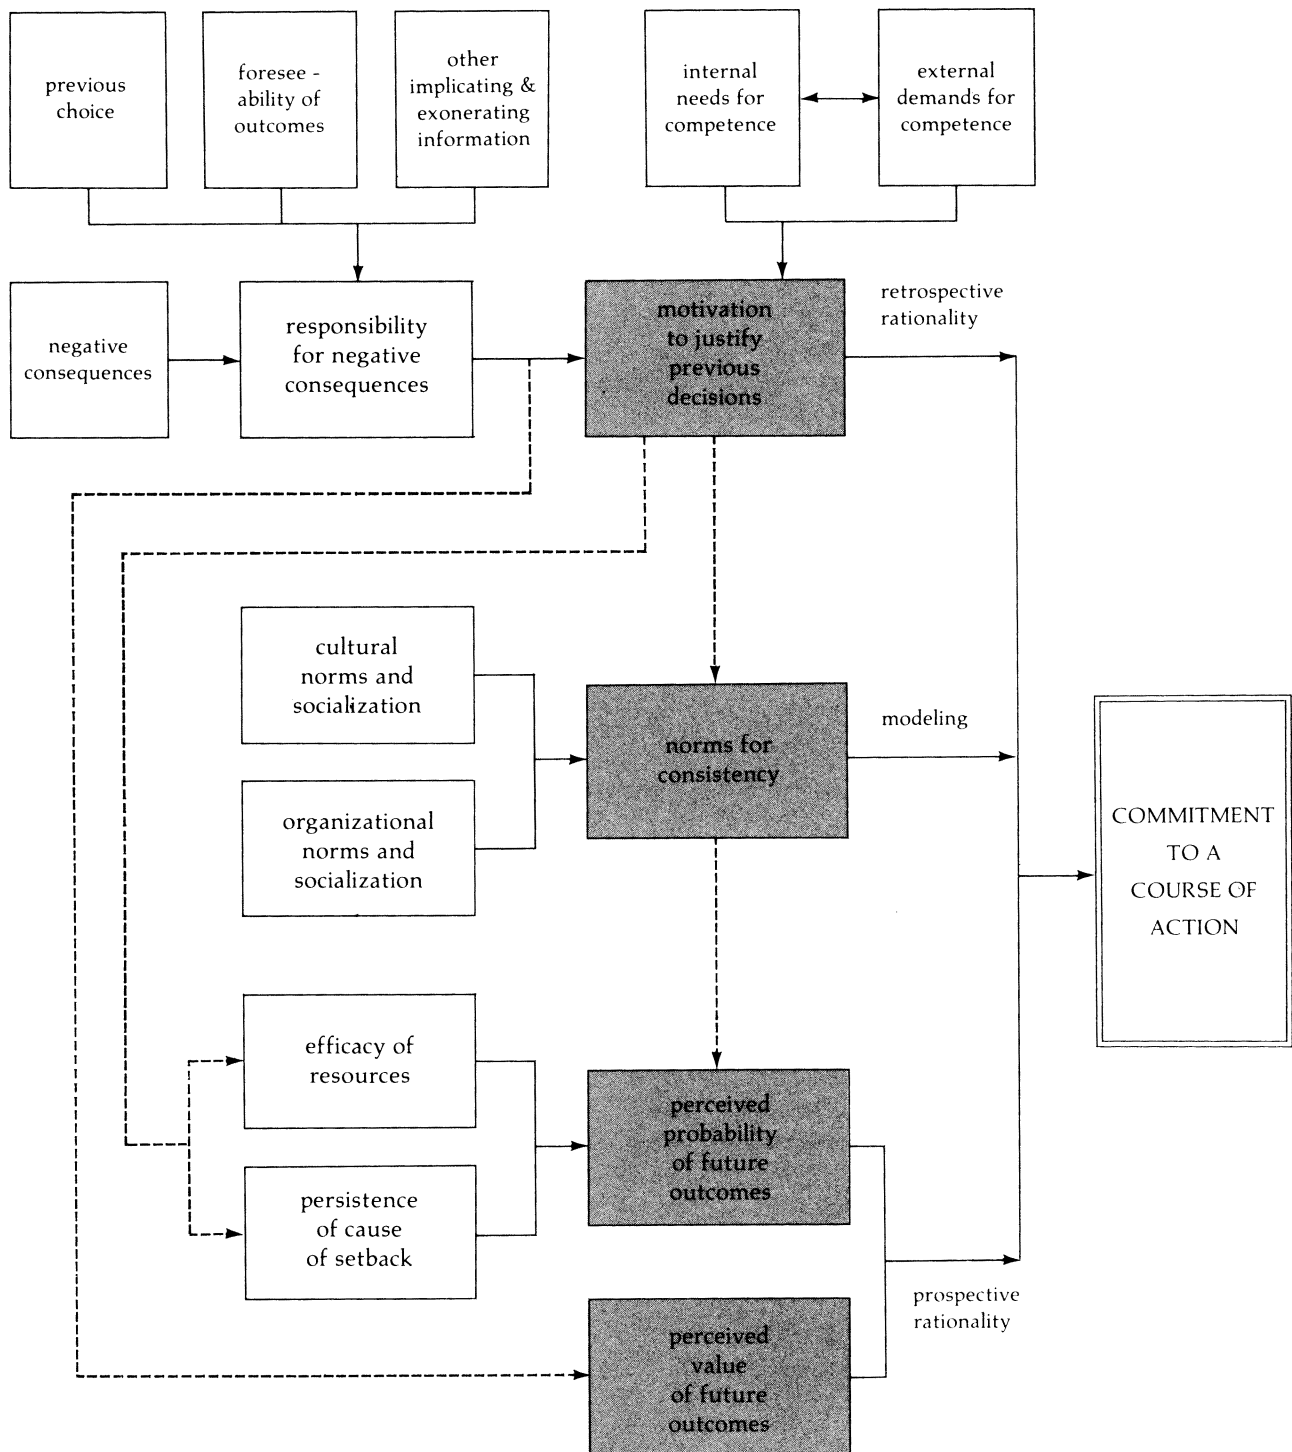 previous
choice
foresee -
ability of
outcomes
other
implicating &
exonerating
information
internal
needs for
competence
external
demands for
competence
negative
consequences
responsibility
for negative
consequences
motivation
to justify
previous
decisions
retrospective
rationality
cultural
norms and
socialization
organizational
norms and
socialization
norms for
consistency
modeling
COMMITMENT
TO A
COURSE OF
ACTION
efficacy of
resources
persistence
of cause
of setback
perceived
probability
of future
outcomes
perceived
value
of future
outcomes
prospective
rationality